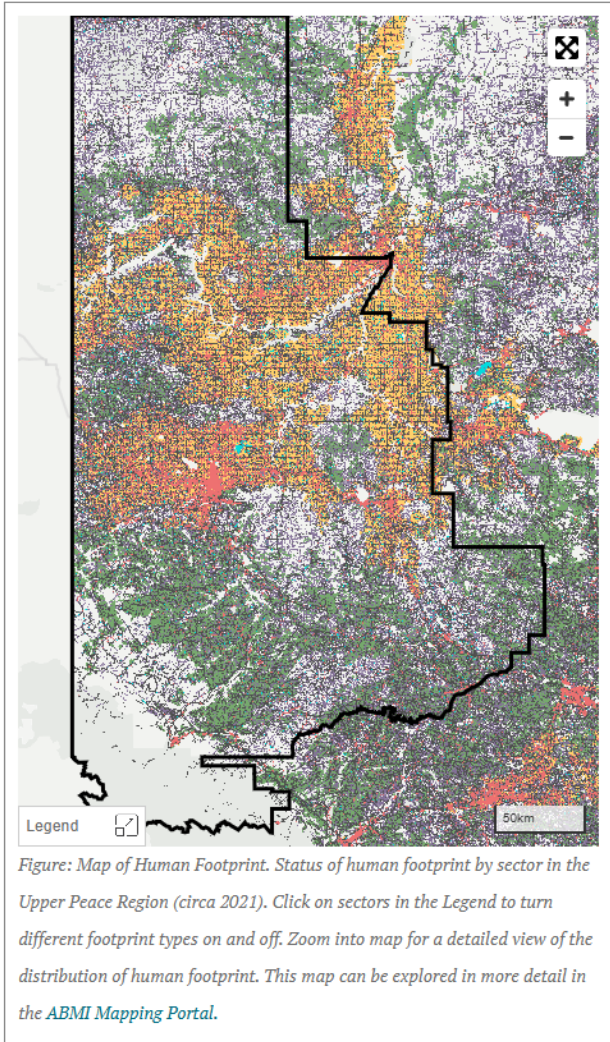 +
−
Legend
50km
Figure: Map of Human Footprint. Status of human footprint by sector in the
Upper Peace Region (circa 2021). Click on sectors in the Legend to turn
different footprint types on and off. Zoom into map for a detailed view of the
distribution of human footprint. This map can be explored in more detail in
the ABMI Mapping Portal.